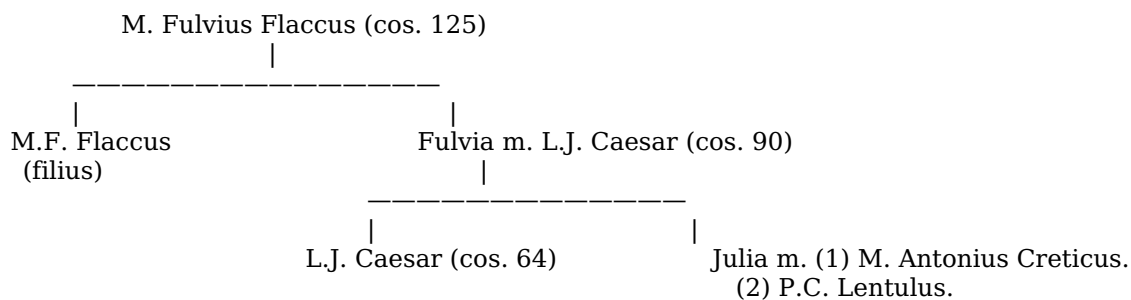 M. Fulvius Flaccus (cos. 125)
M.F. Flaccus Fulvia m. L.J. Caesar (cos. 90)
(filius)
L.J. Caesar (cos. 64) Julia m. (1) M. Antonius Creticus.
(2) P.C. Lentulus.